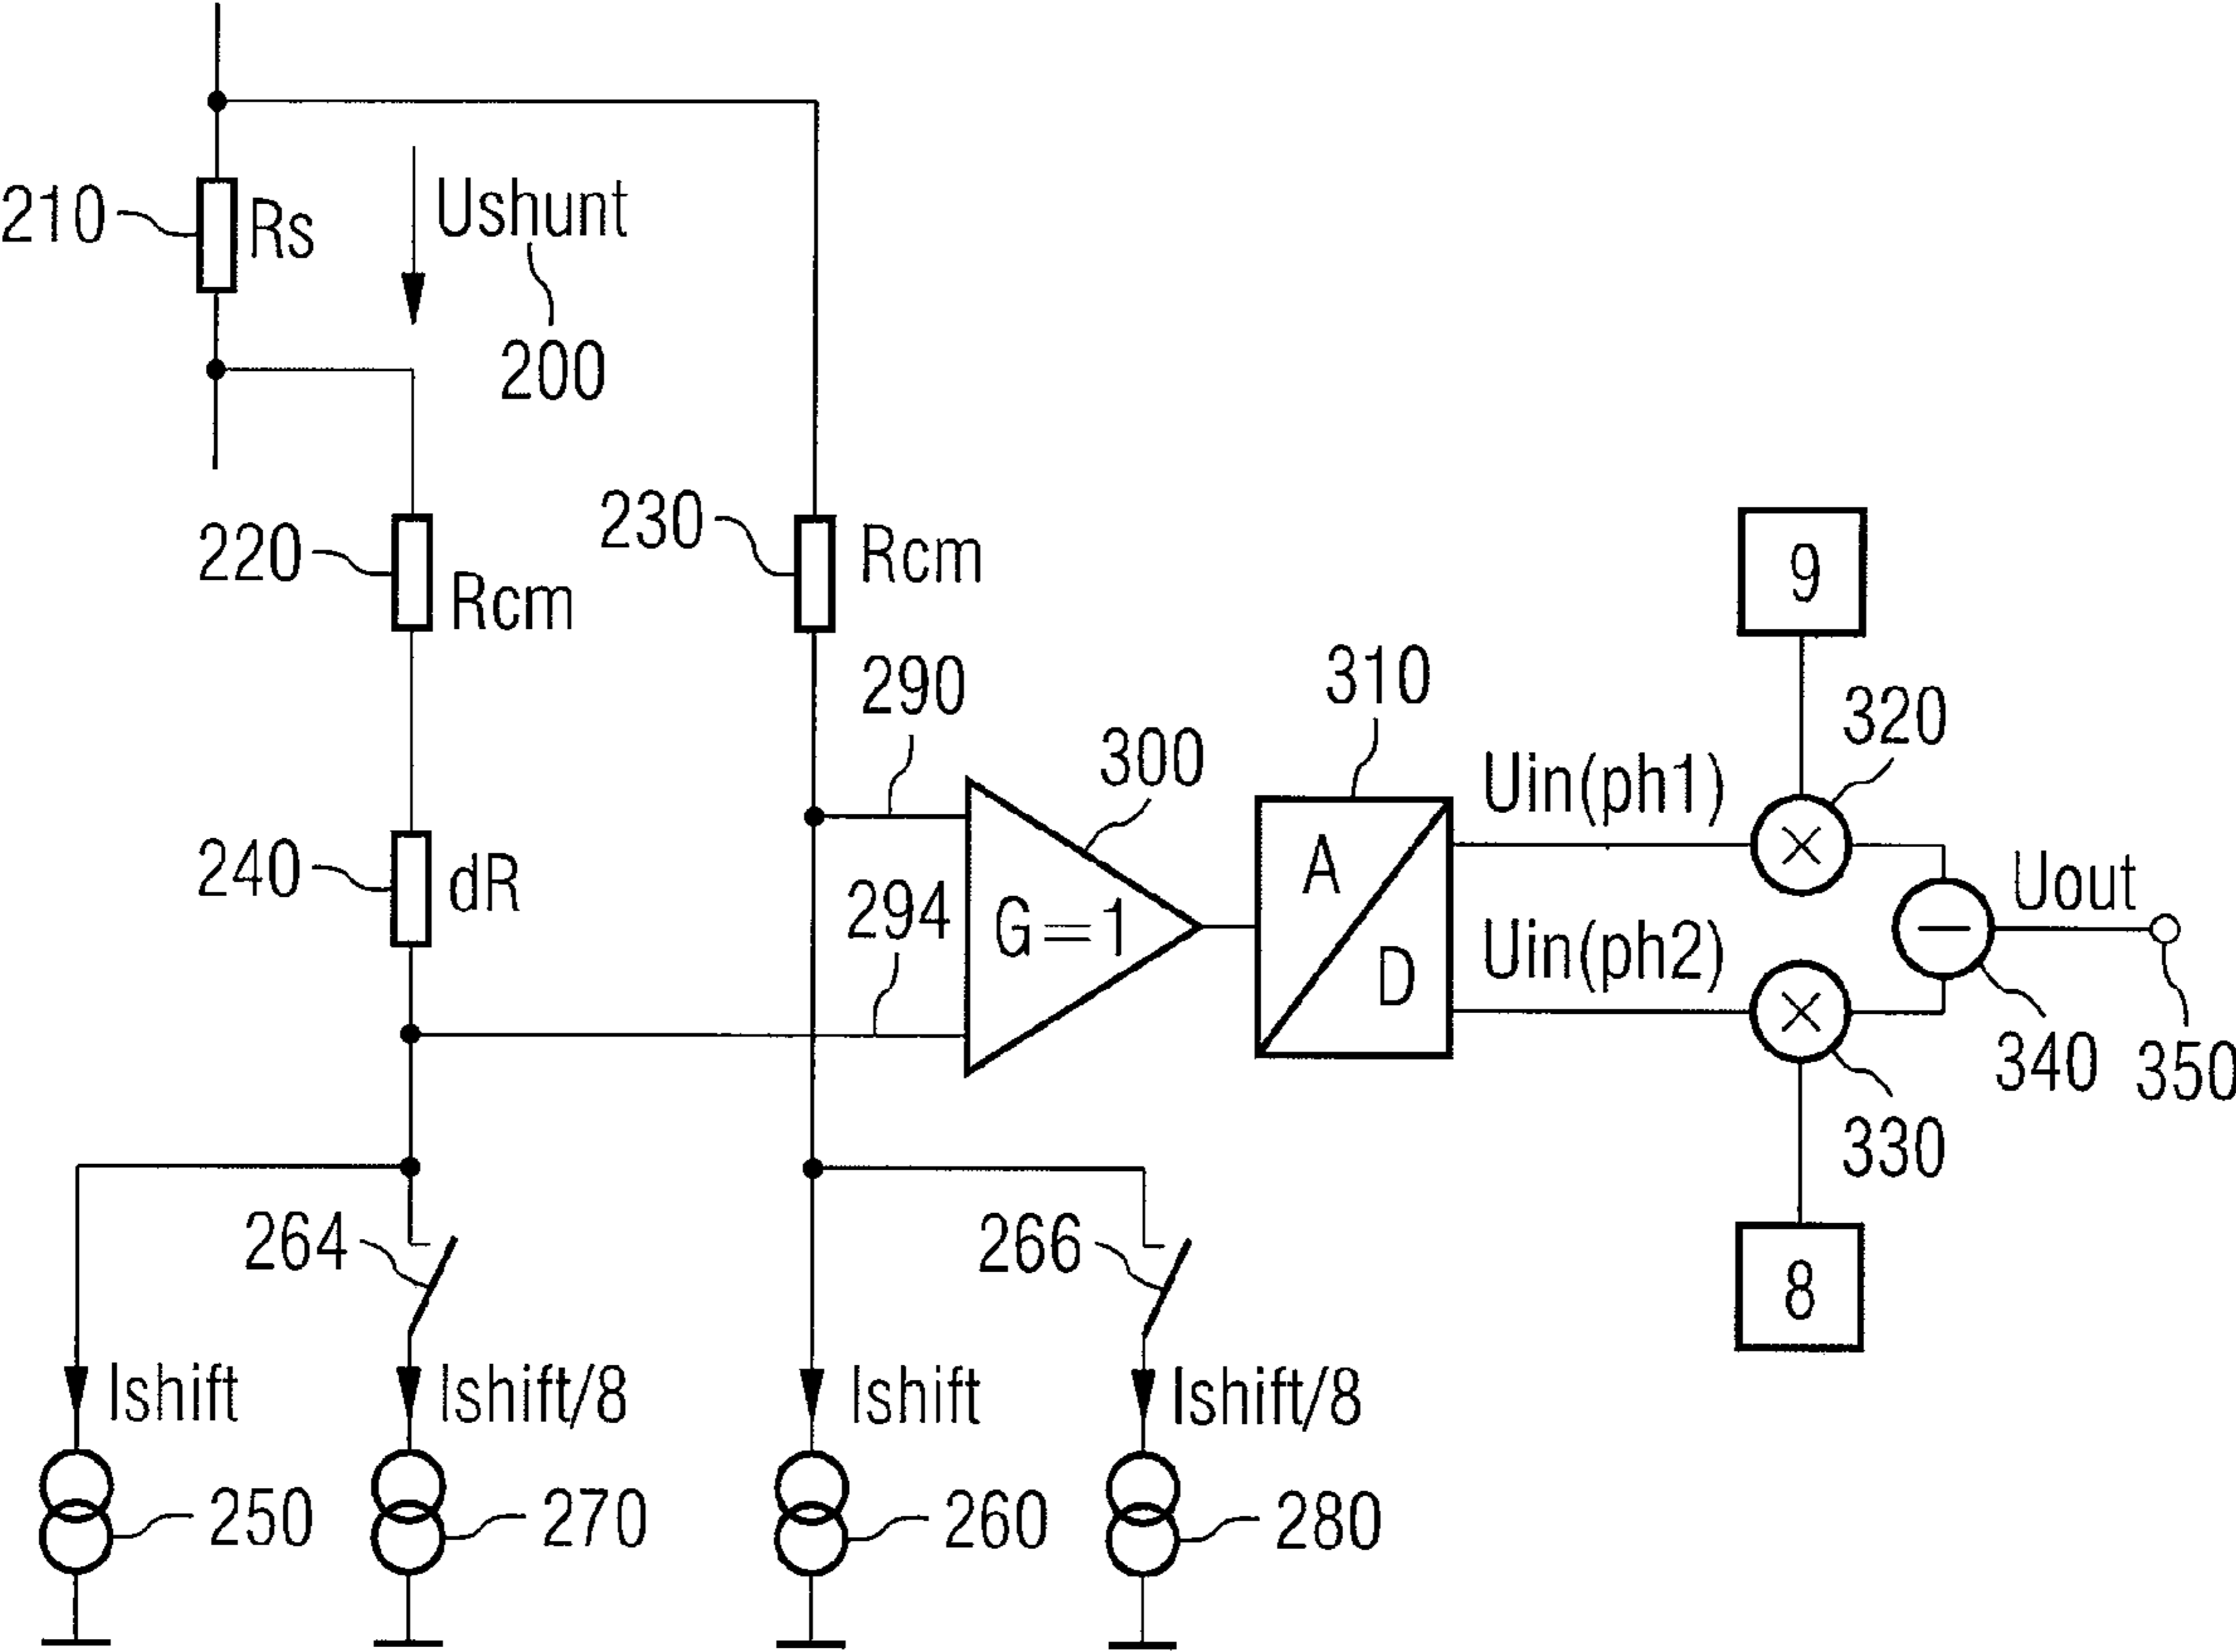 210
Rs
Ushunt
200
220
Rcm
230
Rcm
240
dR
290
294
300
G=1
310
A
D
Uin(ph1)
Uin(ph2)
9
320
8
330
340
Uout
350
264
266
Ishift
Ishift/8
Ishift
Ishift/8
250
270
260
280